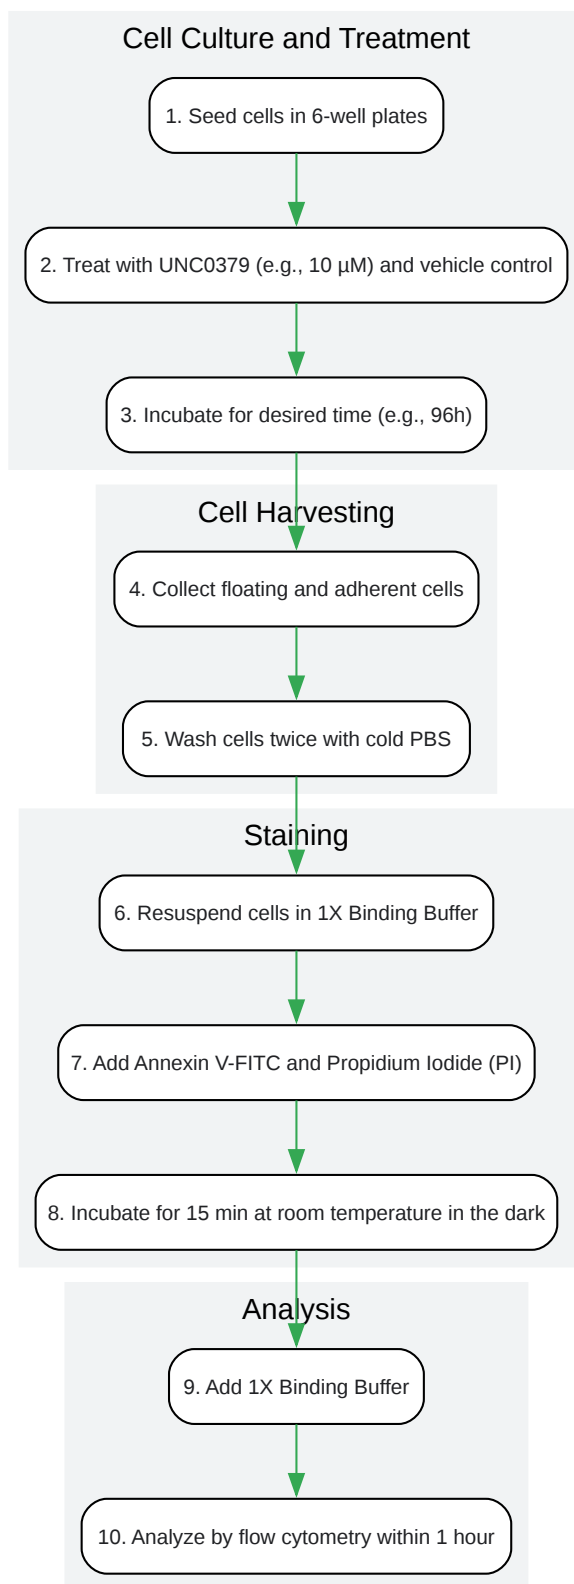 Cell Culture and Treatment
1. Seed cells in 6-well plates
2. Treat with UNC0379 (e.g., 10 µM) and vehicle control
3. Incubate for desired time (e.g., 96h)
Cell Harvesting
4. Collect floating and adherent cells
5. Wash cells twice with cold PBS
Staining
6. Resuspend cells in 1X Binding Buffer
7. Add Annexin V-FITC and Propidium Iodide (PI)
8. Incubate for 15 min at room temperature in the dark
Analysis
9. Add 1X Binding Buffer
10. Analyze by flow cytometry within 1 hour